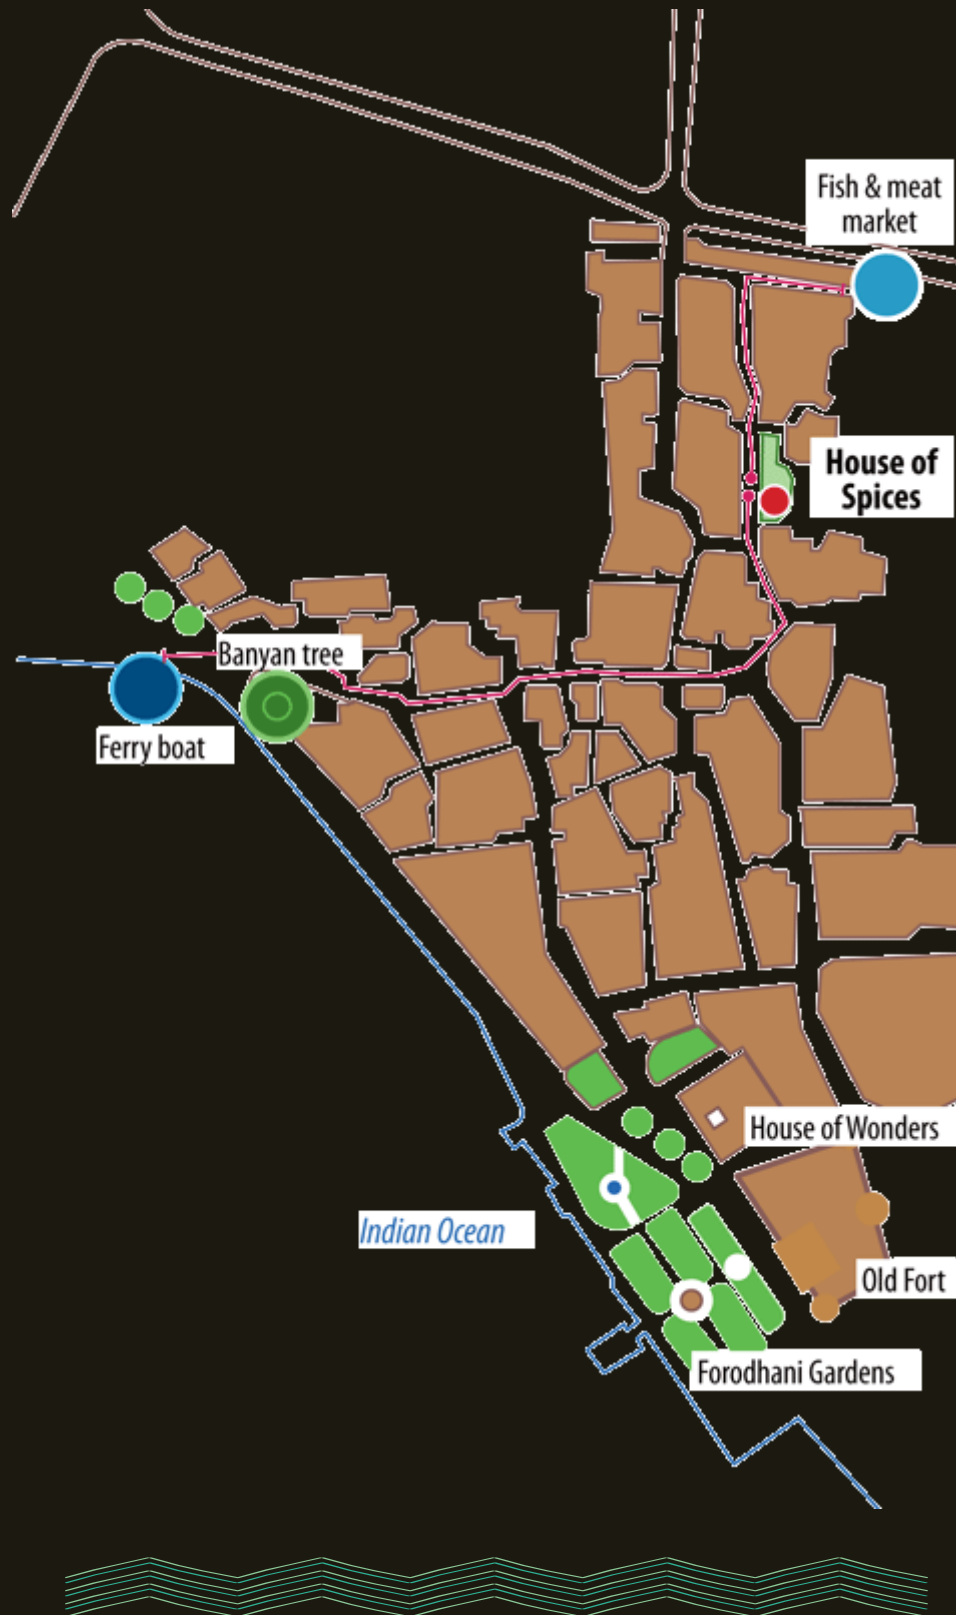 Fish & meat
market
House of
Spices
Banyan tree
Ferry boat
House of Wonders
Indian Ocean
Old Fort
Forodhani Gardens